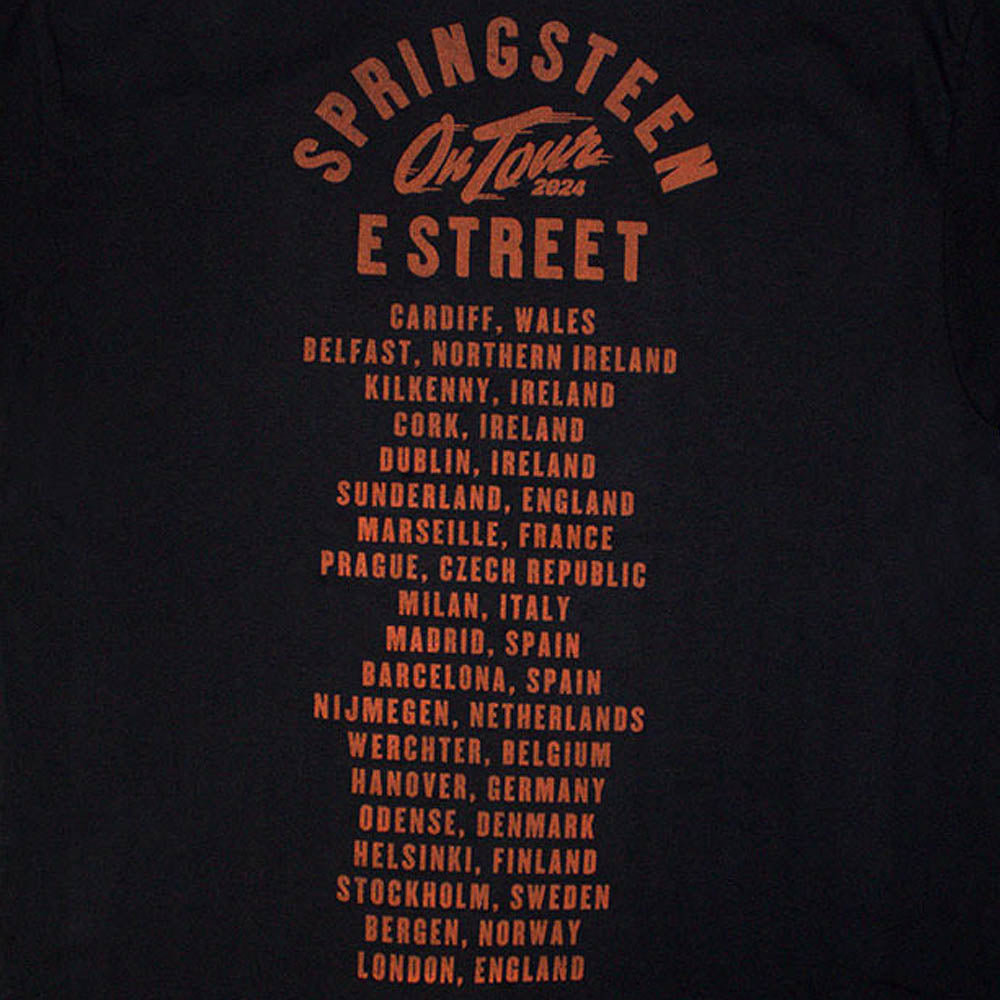 SPRINGSTEEN
On Tour
2024
E STREET
CARDIFF, WALES
BELFAST, NORTHERN IRELAND
KILKENNY, IRELAND
CORK, IRELAND
DUBLIN, IRELAND
SUNDERLAND, ENGLAND
MARSEILLE, FRANCE
PRAGUE, CZECH REPUBLIC
MILAN, ITALY
MADRID, SPAIN
BARCELONA, SPAIN
NIJMEGEN, NETHERLANDS
WERCHTER, BELGIUM
HANOVER, GERMANY
ODENSE, DENMARK
HELSINKI, FINLAND
STOCKHOLM, SWEDEN
BERGEN, NORWAY
LONDON, ENGLAND